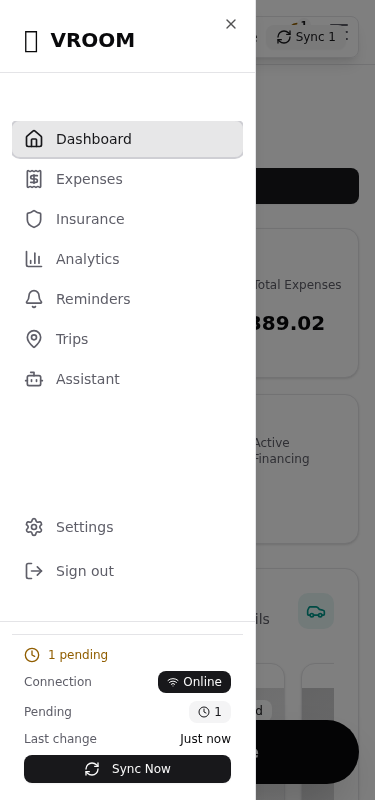 VROOM
Sync 1
Dashboard
Expenses
Insurance
Analytics
Reminders
Trips
Assistant
Settings
Sign out
1 pending
Connection Online
Pending 1
Last change Just now
Sync Now
Total Expenses
389.02
Active
Financing